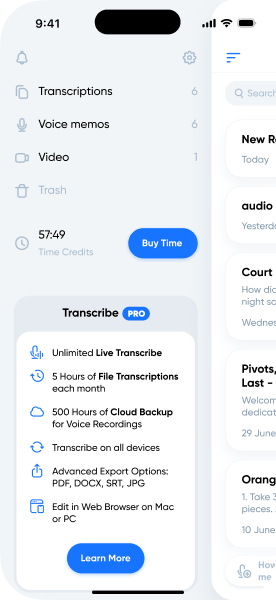 9:41
Transcriptions 6
Voice memos 6
Video 1
Trash
57:49
Time Credits
Buy Time
Transcribe PRO
Unlimited Live Transcribe
5 Hours of File Transcriptions
each month
500 Hours of Cloud Backup
for Voice Recordings
Transcribe on all devices
Advanced Export Options:
PDF, DOCX, SRT, JPG
Edit in Web Browser on Mac
or PC
Learn More
Search
New R
Today
audio
Yesterd
Court
How dic
night sc
Wednes
Pivots,
Last -
Welcom
dedicat
29 June
Orang
1. Take 3
pieces.
10 June
How
me